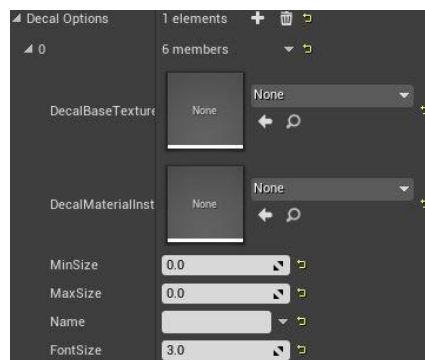 Decal Options 1 elements
0 6 members
DecalBaseTexture None None
DecalMaterialInst None None
MinSize 0.0
MaxSize 0.0
Name
FontSize 3.0